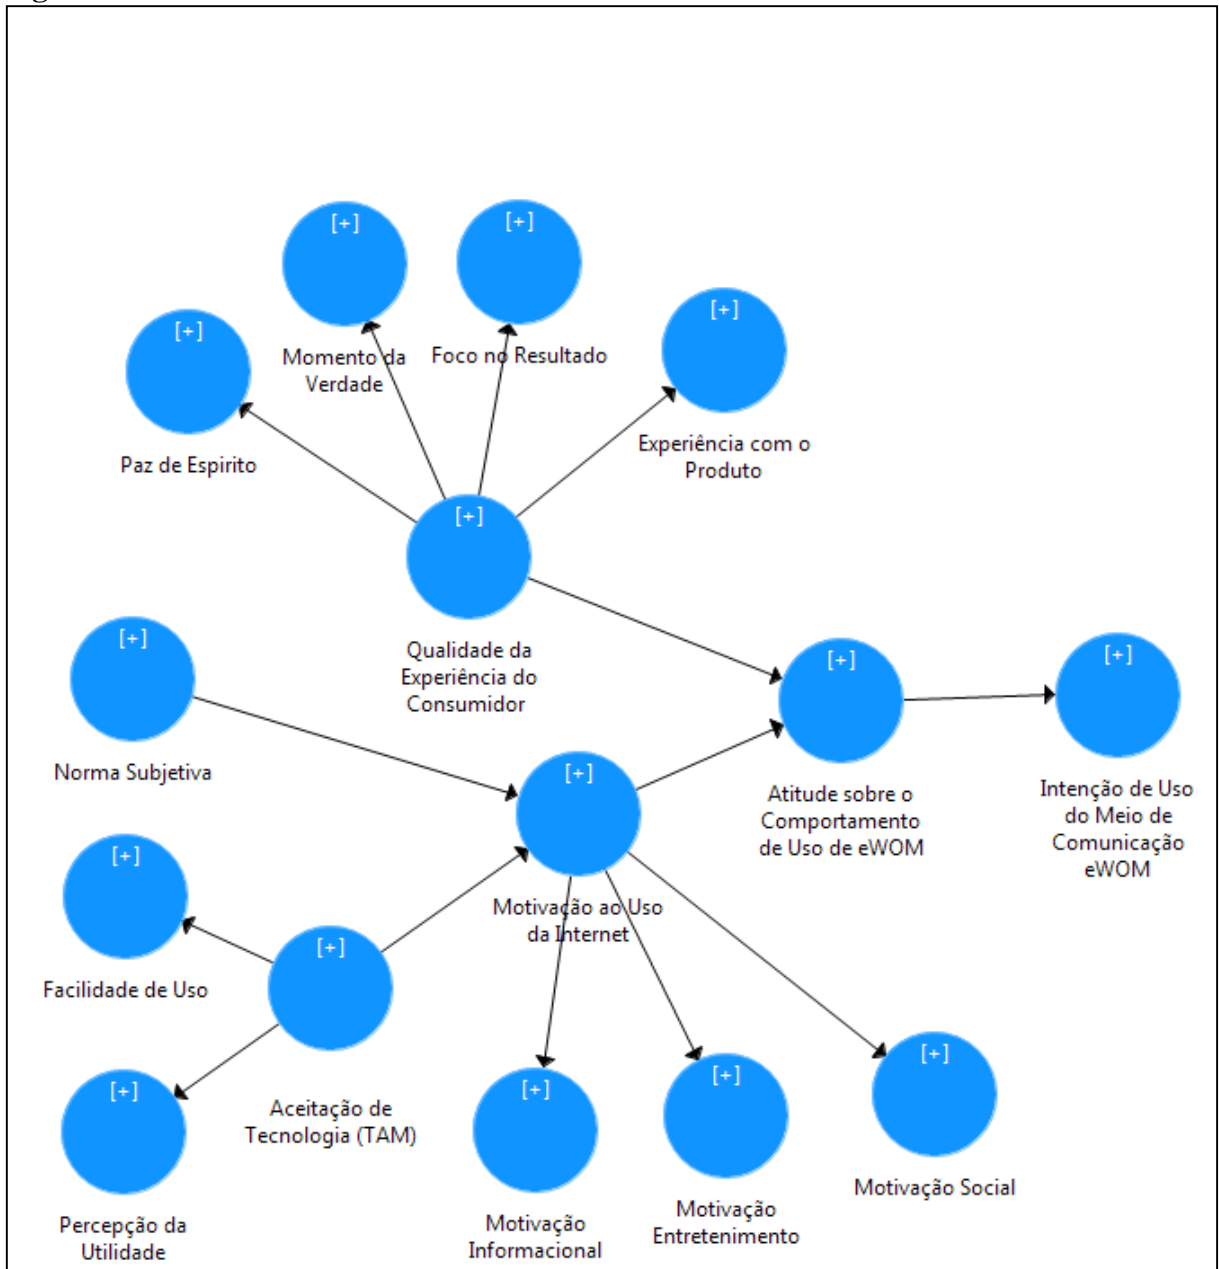 [+]
[+]
[+]
[+]
Momento da
Verdade
Foco no Resultado
Experiência com o
Produto
Paz de Espirito
[+]
Qualidade da
Experiência do
Consumidor
[+]
Norma Subjetiva
[+]
Atitude sobre o
Comportamento
de Uso de eWOM
[+]
Intenção de Uso
do Meio de
Comunicação
eWOM
[+]
Motivação ao Uso
da Internet
[+]
Facilidade de Uso
[+]
Aceitação de
Tecnologia (TAM)
[+]
Percepção da
Utilidade
[+]
Motivação
Informacional
[+]
Motivação
Entretenimento
[+]
Motivação Social